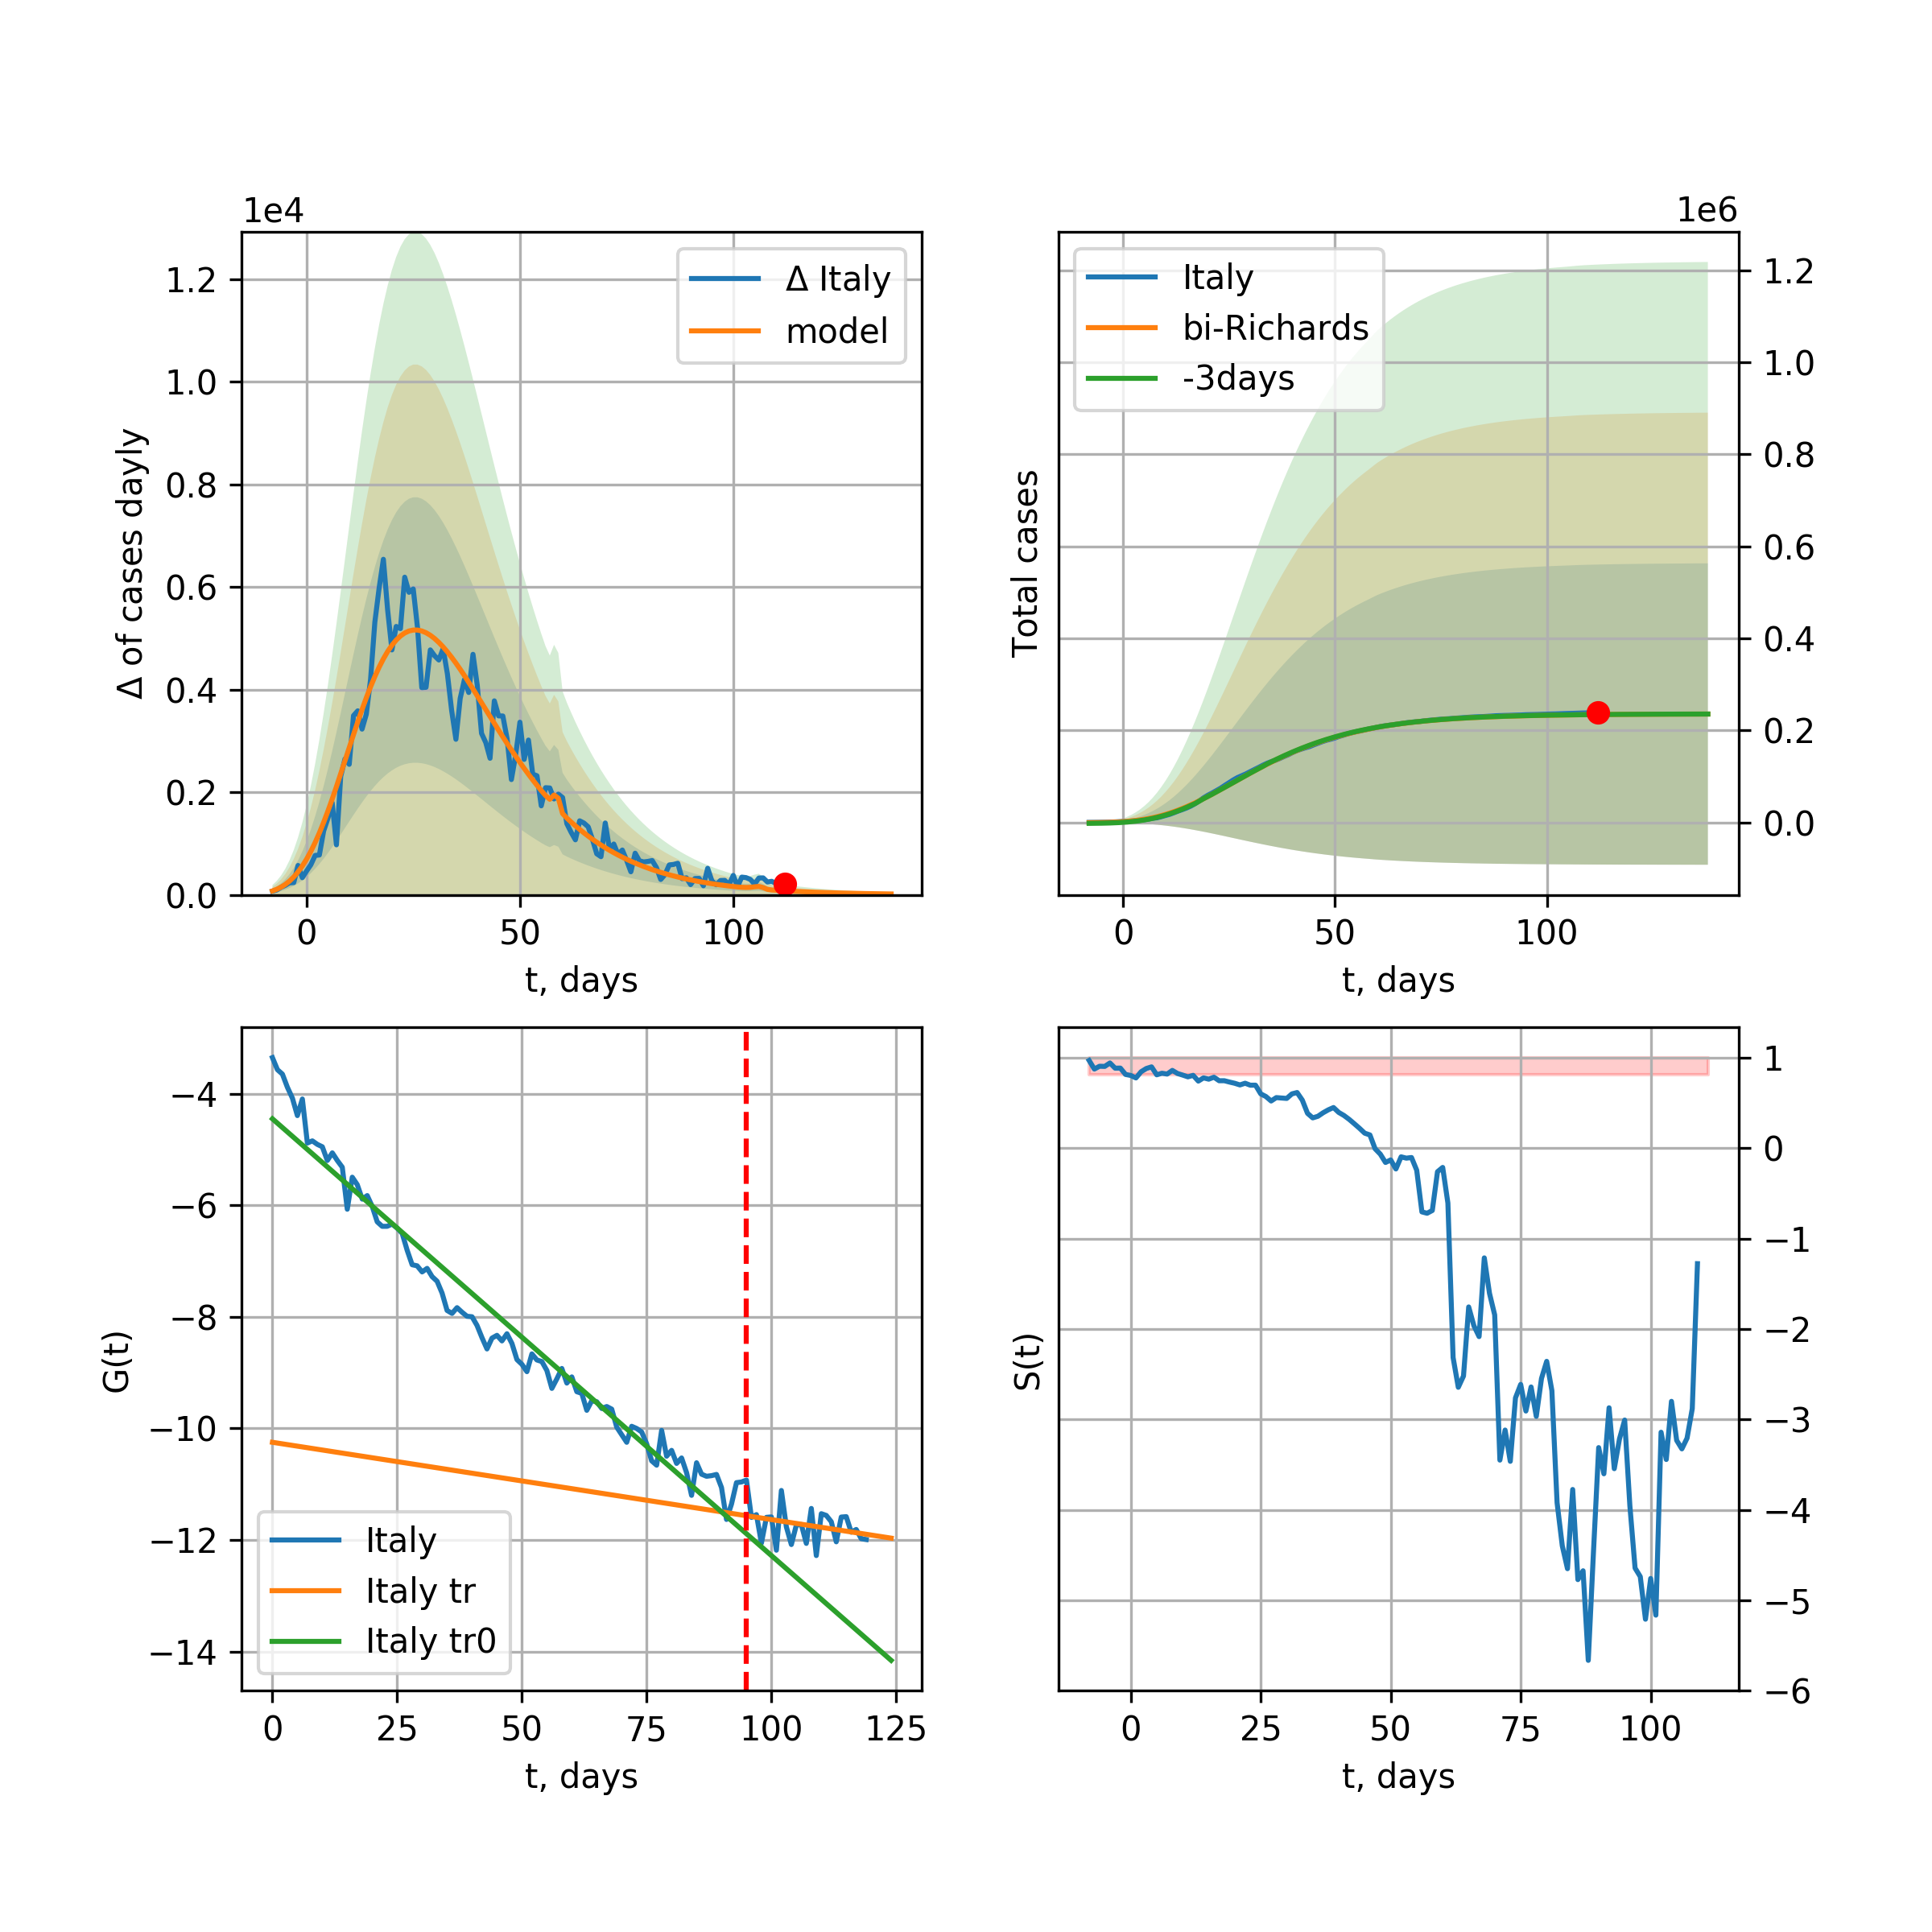 1e4
1.2
1.0
0.8
0.6
0.4
0.2
0.0
Δ of cases dayly
Δ Italy
model
0 50 100
t, days
1e6
1.2
1.0
0.8
0.6
0.4
0.2
0.0
Total cases
Italy
bi-Richards
-3days
0 50 100
t, days
−4
−6
−8
−10
−12
−14
G(t)
Italy
Italy tr
Italy tr0
0 25 50 75 100 125
t, days
1
0
−1
−2
−3
−4
−5
−6
S(t)
0 25 50 75 100
t, days